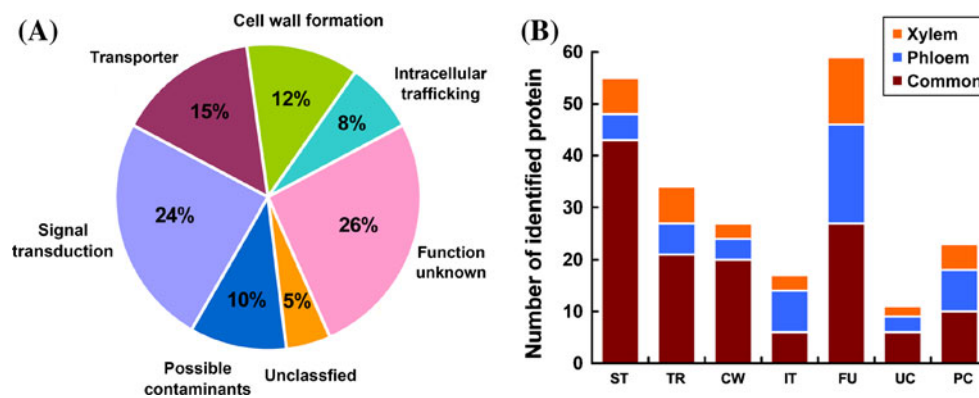 (A)
Cell wall formation
Transporter
Intracellular
trafficking
12%
15%
8%
24%
26%
Signal
transduction
Function
unknown
10%
5%
Possible
contaminants
Unclassfied
(B)
Xylem
Phloem
Common
Number of identified protein
60
50
40
30
20
10
0
ST TR CW IT FU UC PC